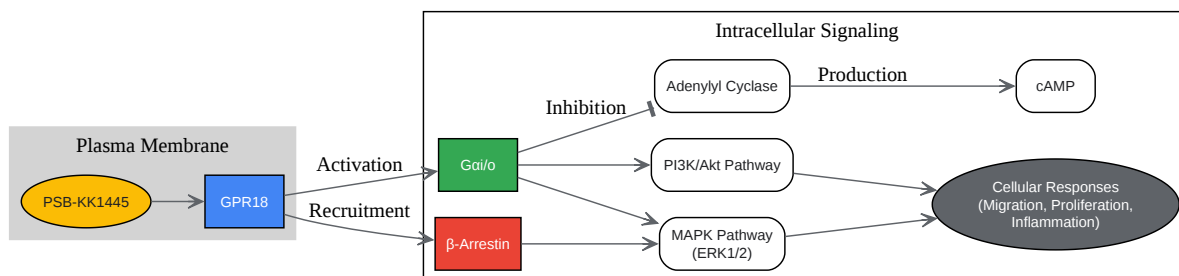 Intracellular Signaling
Adenylyl Cyclase
Production
cAMP
Inhibition
Plasma Membrane
Activation
Gαi/o
PI3K/Akt Pathway
PSB-KK1445
GPR18
Recruitment
β-Arrestin
MAPK Pathway
(ERK1/2)
Cellular Responses
(Migration, Proliferation,
Inflammation)